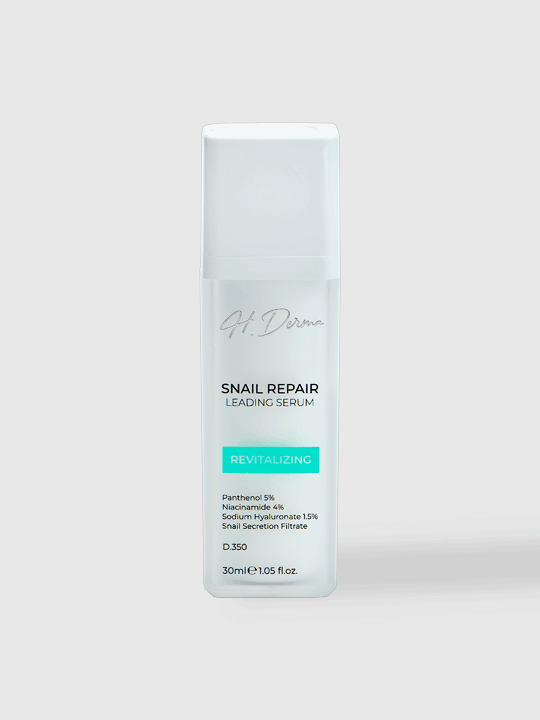 H. Derma
SNAIL REPAIR
LEADING SERUM
REVITALIZING
Panthenol 5%
Niacinamide 4%
Sodium Hyaluronate 1.5%
Snail Secretion Filtrate
D.350
30ml℮1.05 fl.oz.